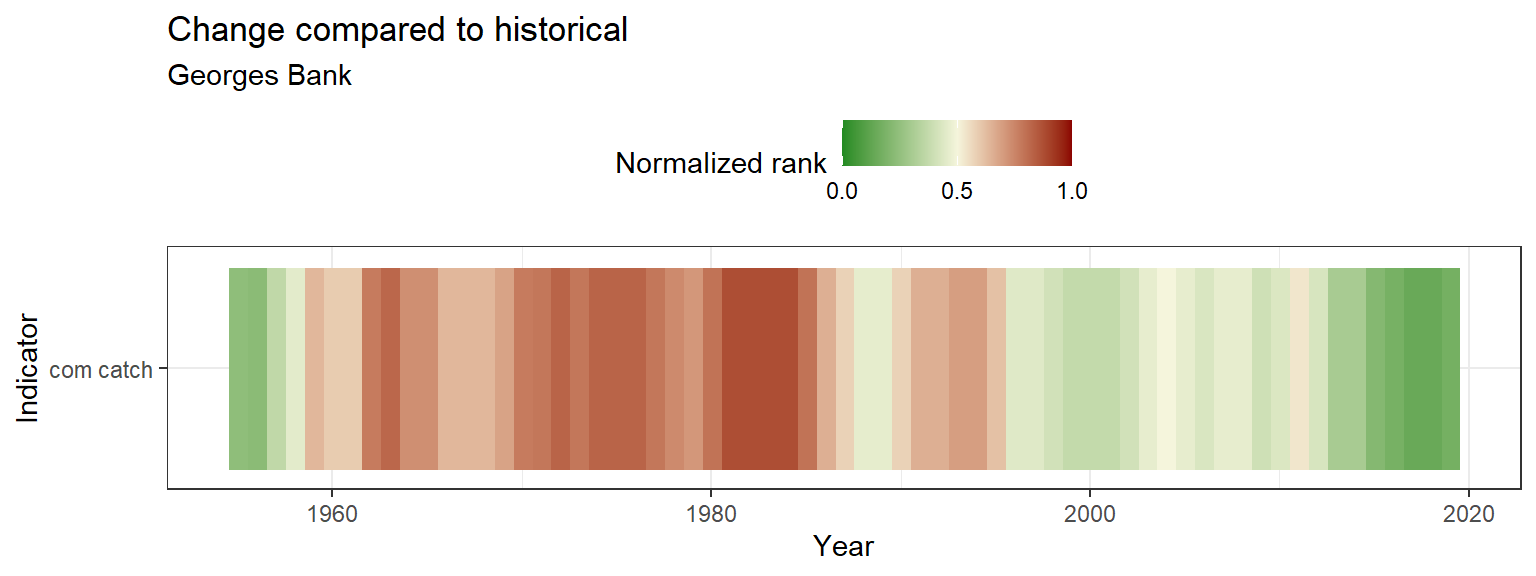 Change compared to historical
Georges Bank
Normalized rank
0.0 0.5 1.0
Indicator
com catch
1960 1980 2000 2020
Year